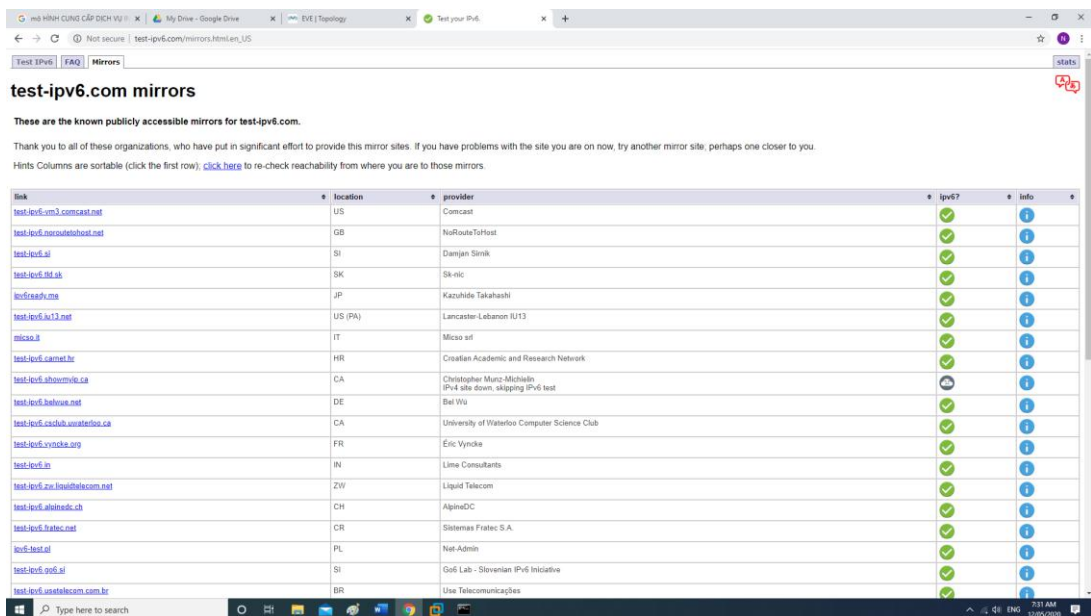 mô HÌNH CUNG CẤP DỊCH VỤ
My Drive - Google Drive
EVE | Topology
Test your IPv6.
Not secure | test-ipv6.com/mirrors.html.en_US
N
Test IPv6 FAQ Mirrors stats
test-ipv6.com mirrors
These are the known publicly accessible mirrors for test-ipv6.com.
Thank you to all of these organizations, who have put in significant effort to provide this mirror sites. If you have problems with the site you are on now, try another mirror site; perhaps one closer to you.
Hints Columns are sortable (click the first row); click here to re-check reachability from where you are to those mirrors.
link location provider ipv6? info
test-ipv6-vm3.comcast.net US Comcast
test-ipv6.noroutetohost.net GB NoRouteToHost
test-ipv6.si SI Damjan Sirnik
test-ipv6.tld.sk SK Sk-nic
ipv6ready.me JP Kazuhide Takahashi
test-ipv6.iu13.net US (PA) Lancaster-Lebanon IU13
micso.it IT Micso srl
test-ipv6.carnet.hr HR Croatian Academic and Research Network
test-ipv6.showmyip.ca CA Christopher Munz-Michielin
IPv4 site down, skipping IPv6 test
test-ipv6.belwue.net DE Bel Wü
test-ipv6.csclub.uwaterloo.ca CA University of Waterloo Computer Science Club
test-ipv6.vyncke.org FR Éric Vyncke
test-ipv6.in IN Lime Consultants
test-ipv6.zw.liquidtelecom.net ZW Liquid Telecom
test-ipv6.alpinedc.ch CH AlpineDC
test-ipv6.fratec.net CR Sistemas Fratec S.A.
ipv6-test.pl PL Net-Admin
test-ipv6.go6.si SI Go6 Lab - Slovenian IPv6 Initiative
test-ipv6.usetelecom.com.br BR Use Telecomunicações
Type here to search
ENG
7:31 AM
12/05/2020